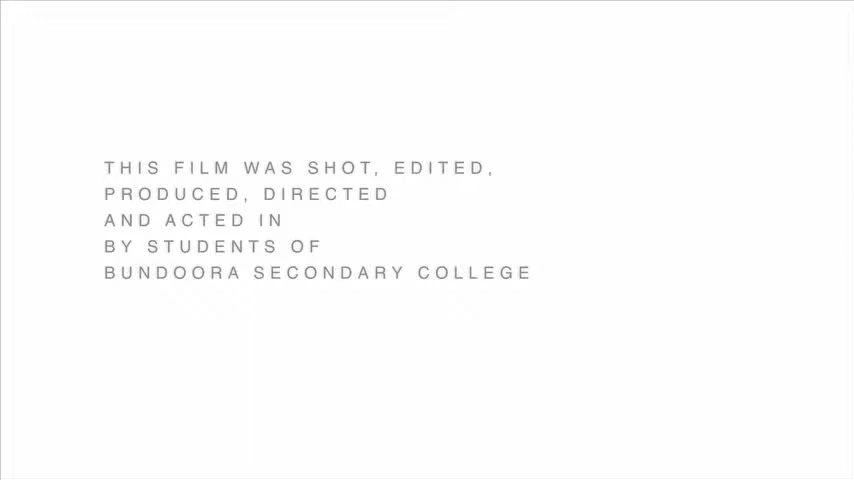 THIS FILM WAS SHOT, EDITED,
PRODUCED, DIRECTED
AND ACTED IN
BY STUDENTS OF
BUNDOORA SECONDARY COLLEGE